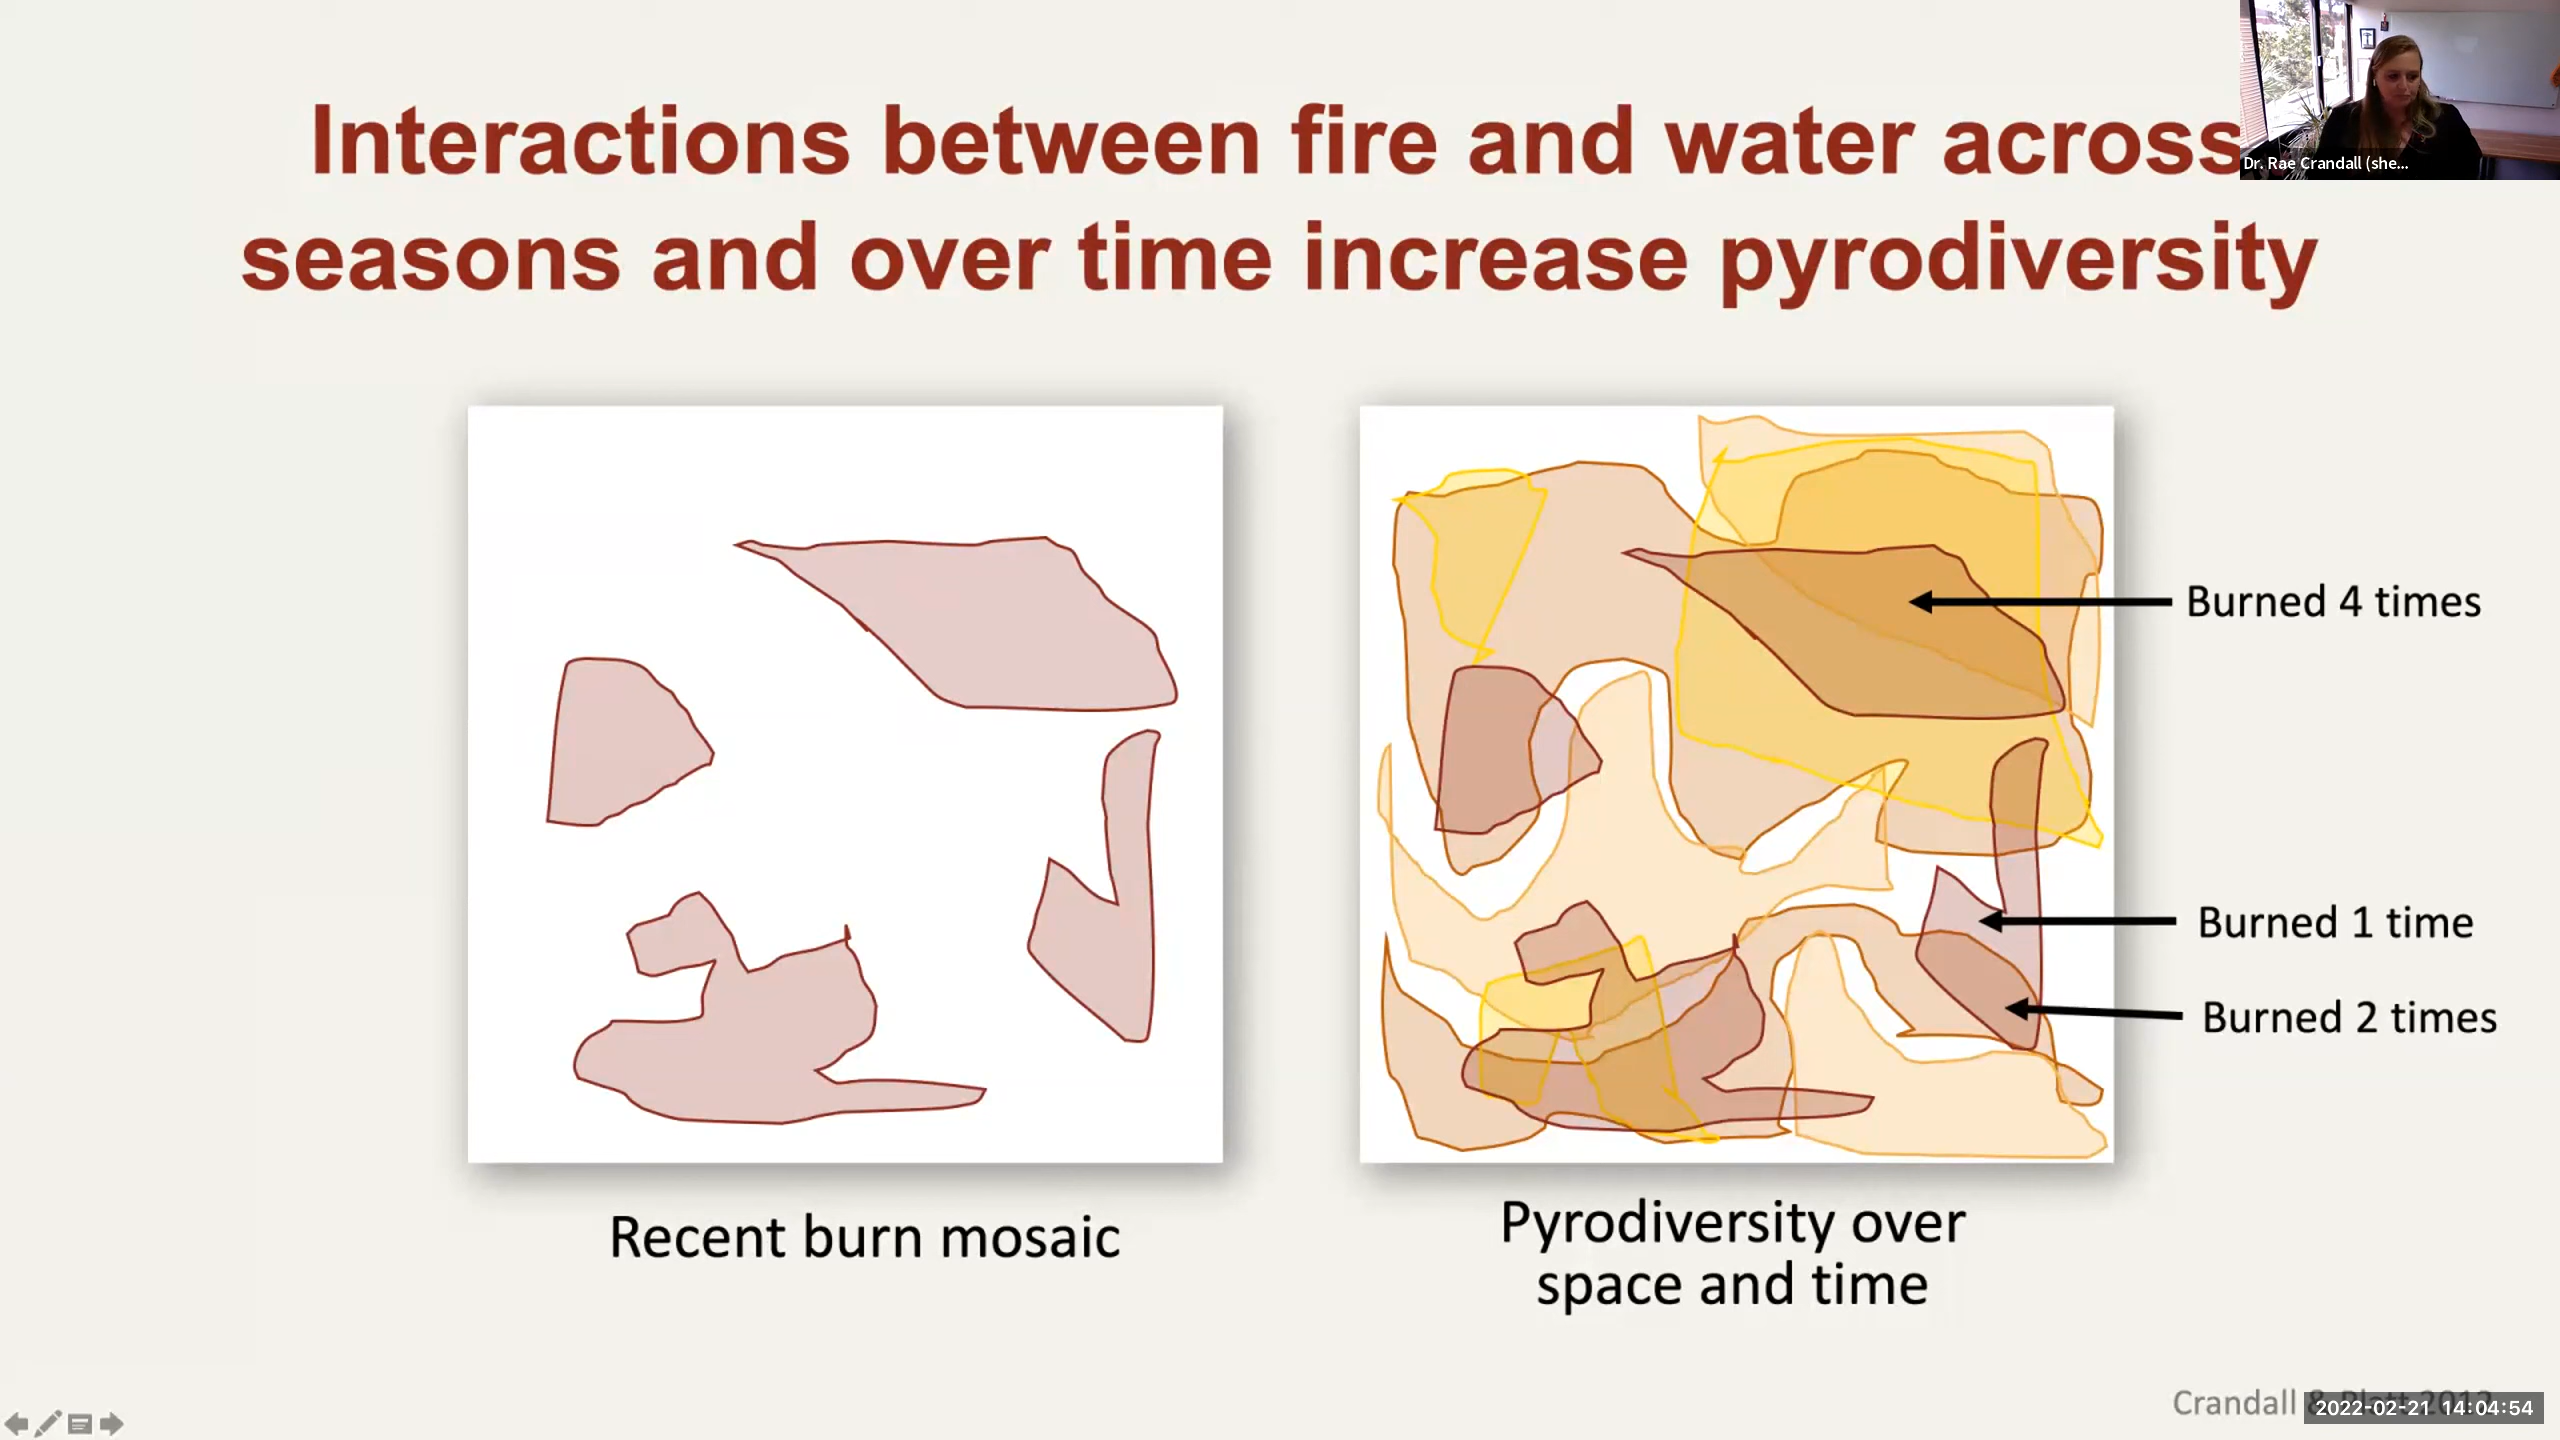 Interactions between fire and water across
seasons and over time increase pyrodiversity
Dr. Rae Crandall (she...
Burned 4 times
Burned 1 time
Burned 2 times
Recent burn mosaic
Pyrodiversity over
space and time
Crandall
2022-02-21 14:04:54